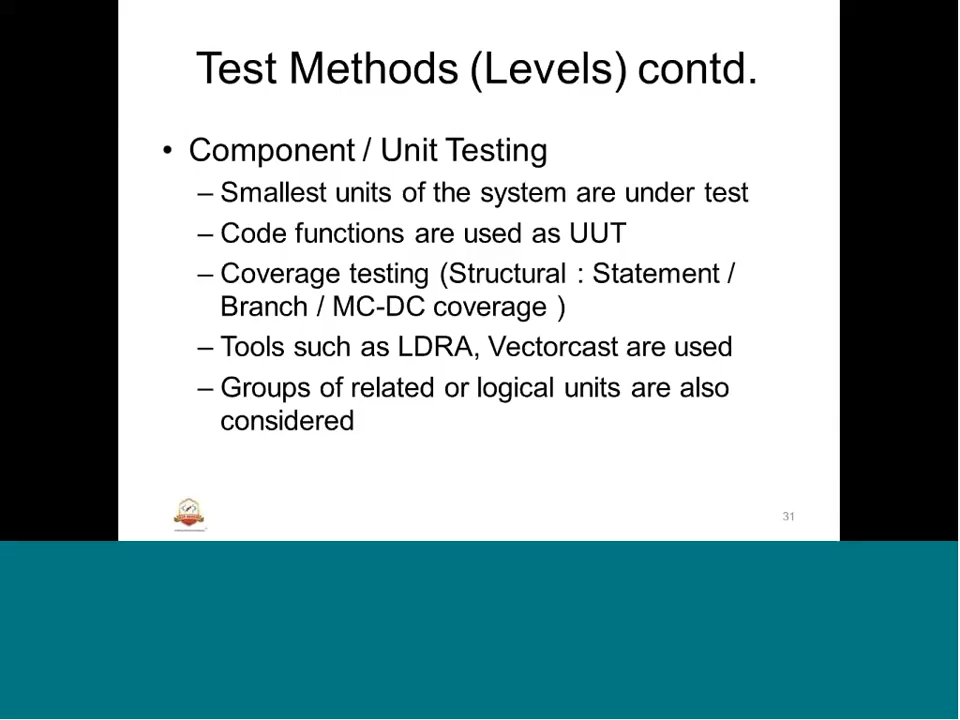 Test Methods (Levels) contd.
• Component / Unit Testing
– Smallest units of the system are under test
– Code functions are used as UUT
– Coverage testing (Structural : Statement /
Branch / MC-DC coverage )
– Tools such as LDRA, Vectorcast are used
– Groups of related or logical units are also
considered
31